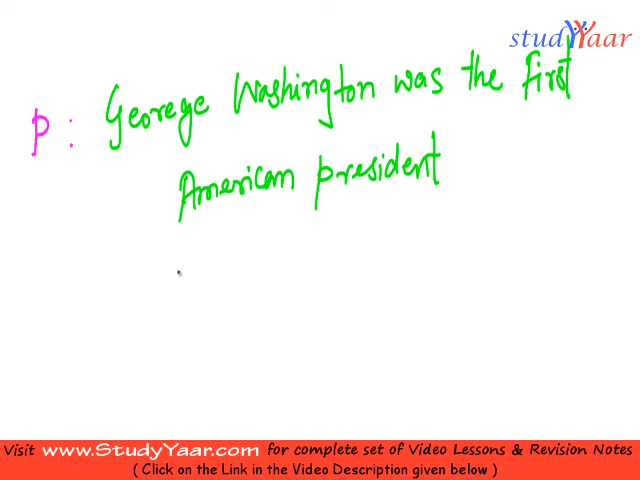 studYYaar
P: Georege Washington was the first
American president
Visit www.StudyYaar.com for complete set of Video Lessons & Revision Notes
( Click on the Link in the Video Description given below )